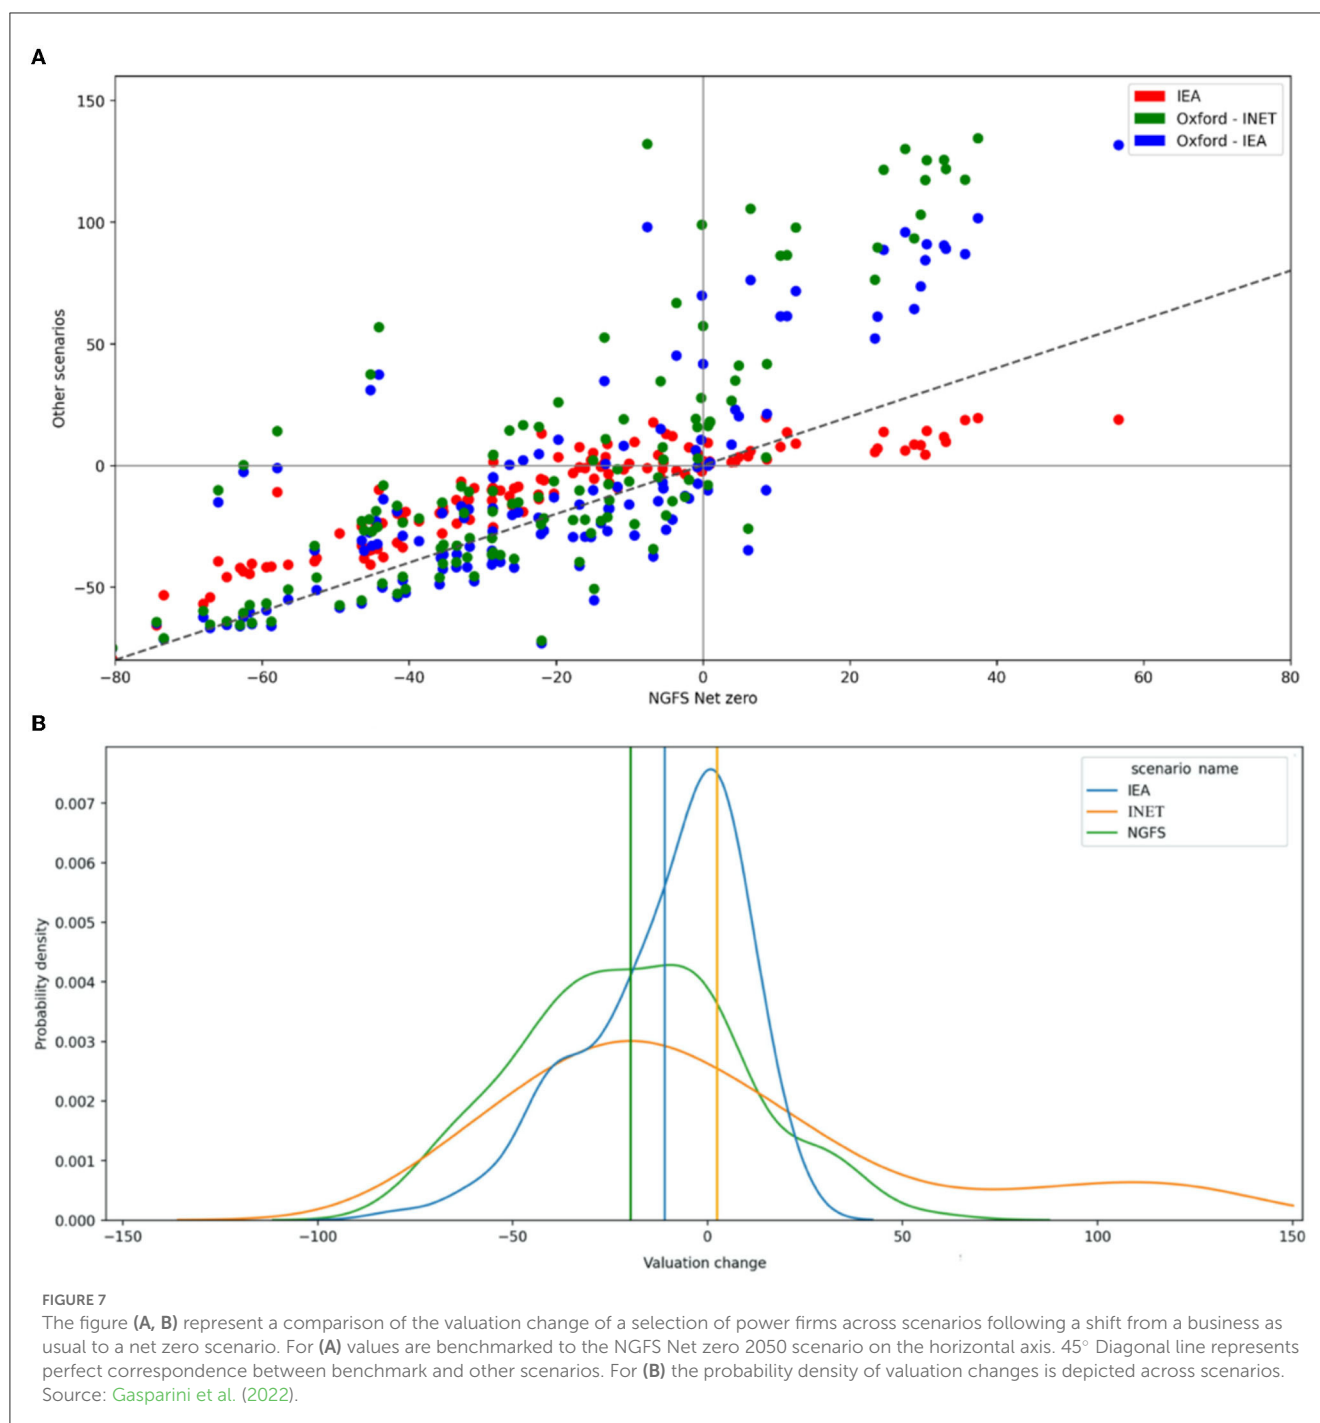 A
150
100
50
0
−50
−80
−60
−40
−20
0
20
40
60
80
Other scenarios
NGFS Net zero
IEA
Oxford - INET
Oxford - IEA
B
0.007
0.006
0.005
0.004
0.003
0.002
0.001
0.000
−150
−100
−50
0
50
100
150
Probability density
Valuation change
scenario name
IEA
INET
NGFS
FIGURE 7
The figure (A, B) represent a comparison of the valuation change of a selection of power firms across scenarios following a shift from a business as
usual to a net zero scenario. For (A) values are benchmarked to the NGFS Net zero 2050 scenario on the horizontal axis. 45° Diagonal line represents
perfect correspondence between benchmark and other scenarios. For (B) the probability density of valuation changes is depicted across scenarios.
Source: Gasparini et al. (2022).